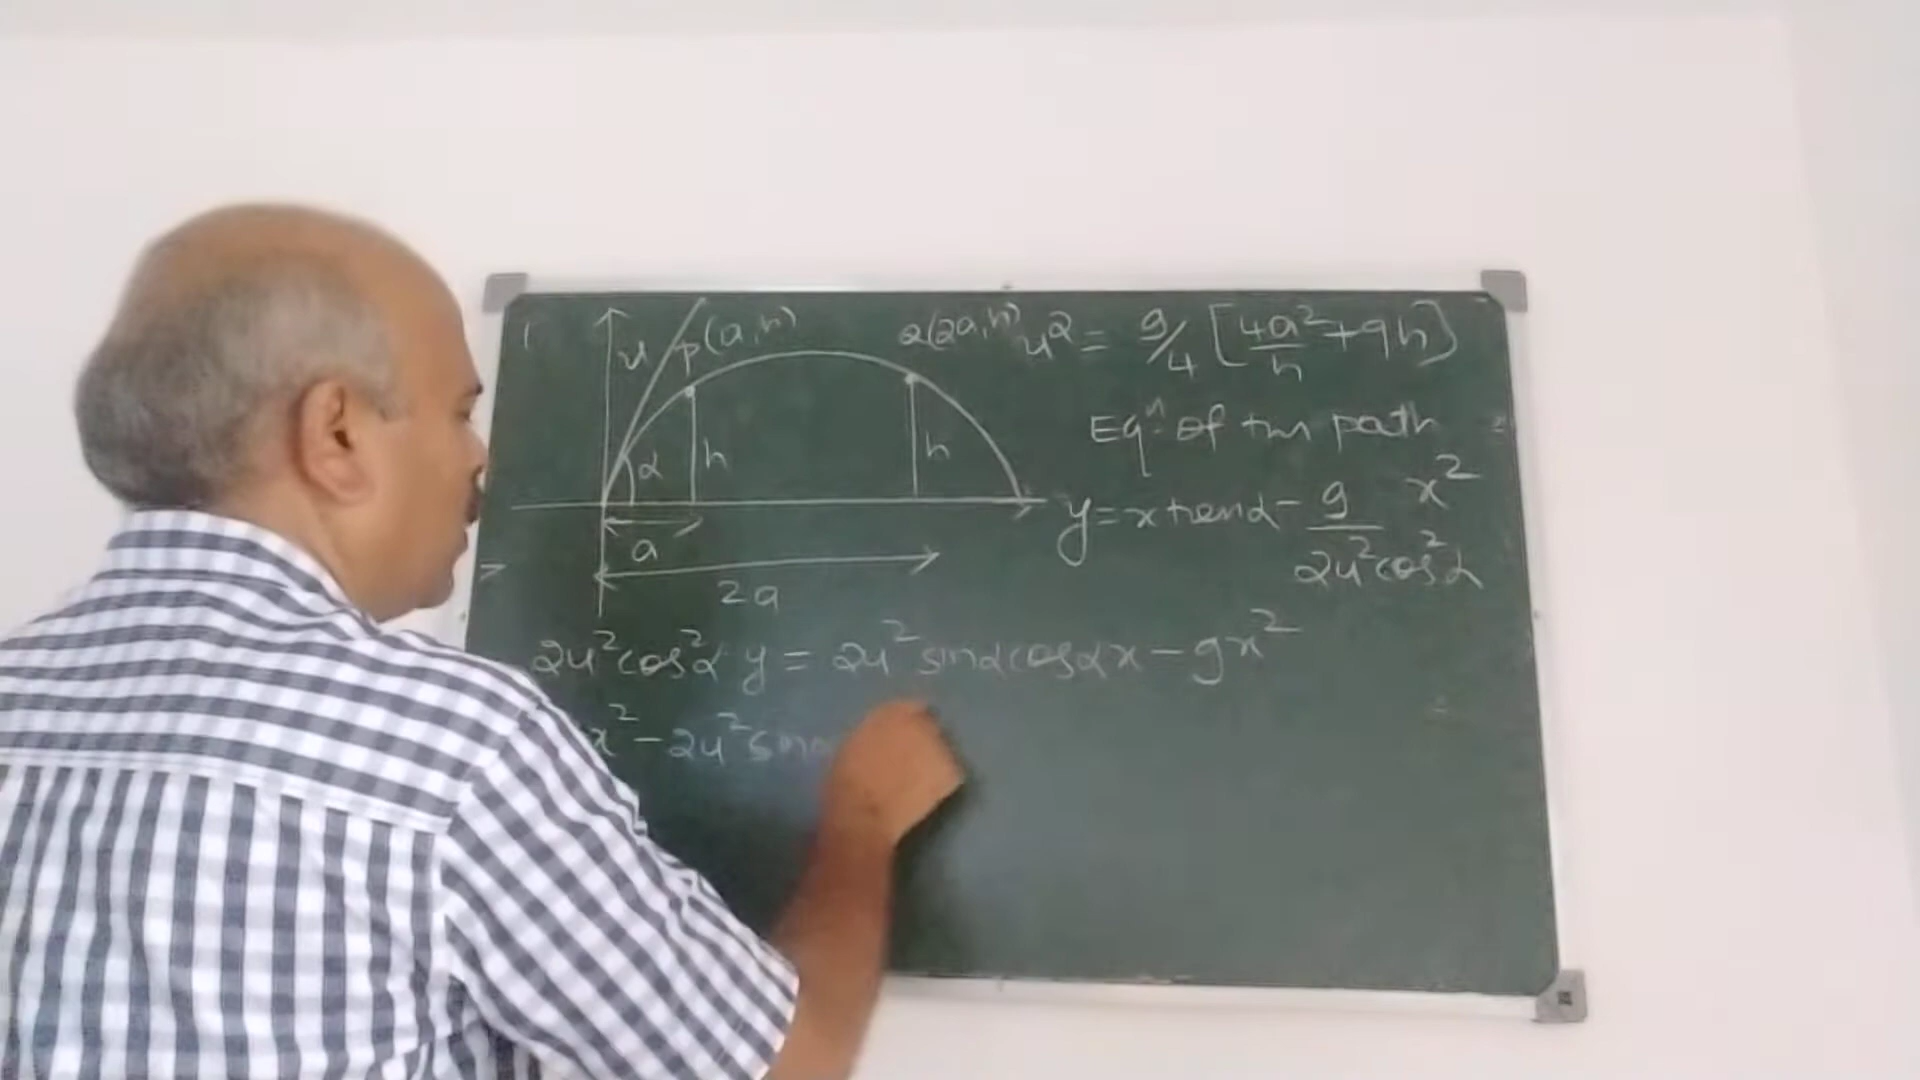 u p(a,h) 2(2a,h) u² = g/4 [4a²/h + 9h]
Eqⁿ. of the path
α h h
y = x tanα - g x² / 2u²cos²α
a
2a
2u²cos²α y = 2u² sinα cosα x - gx²
x² - 2u² sin